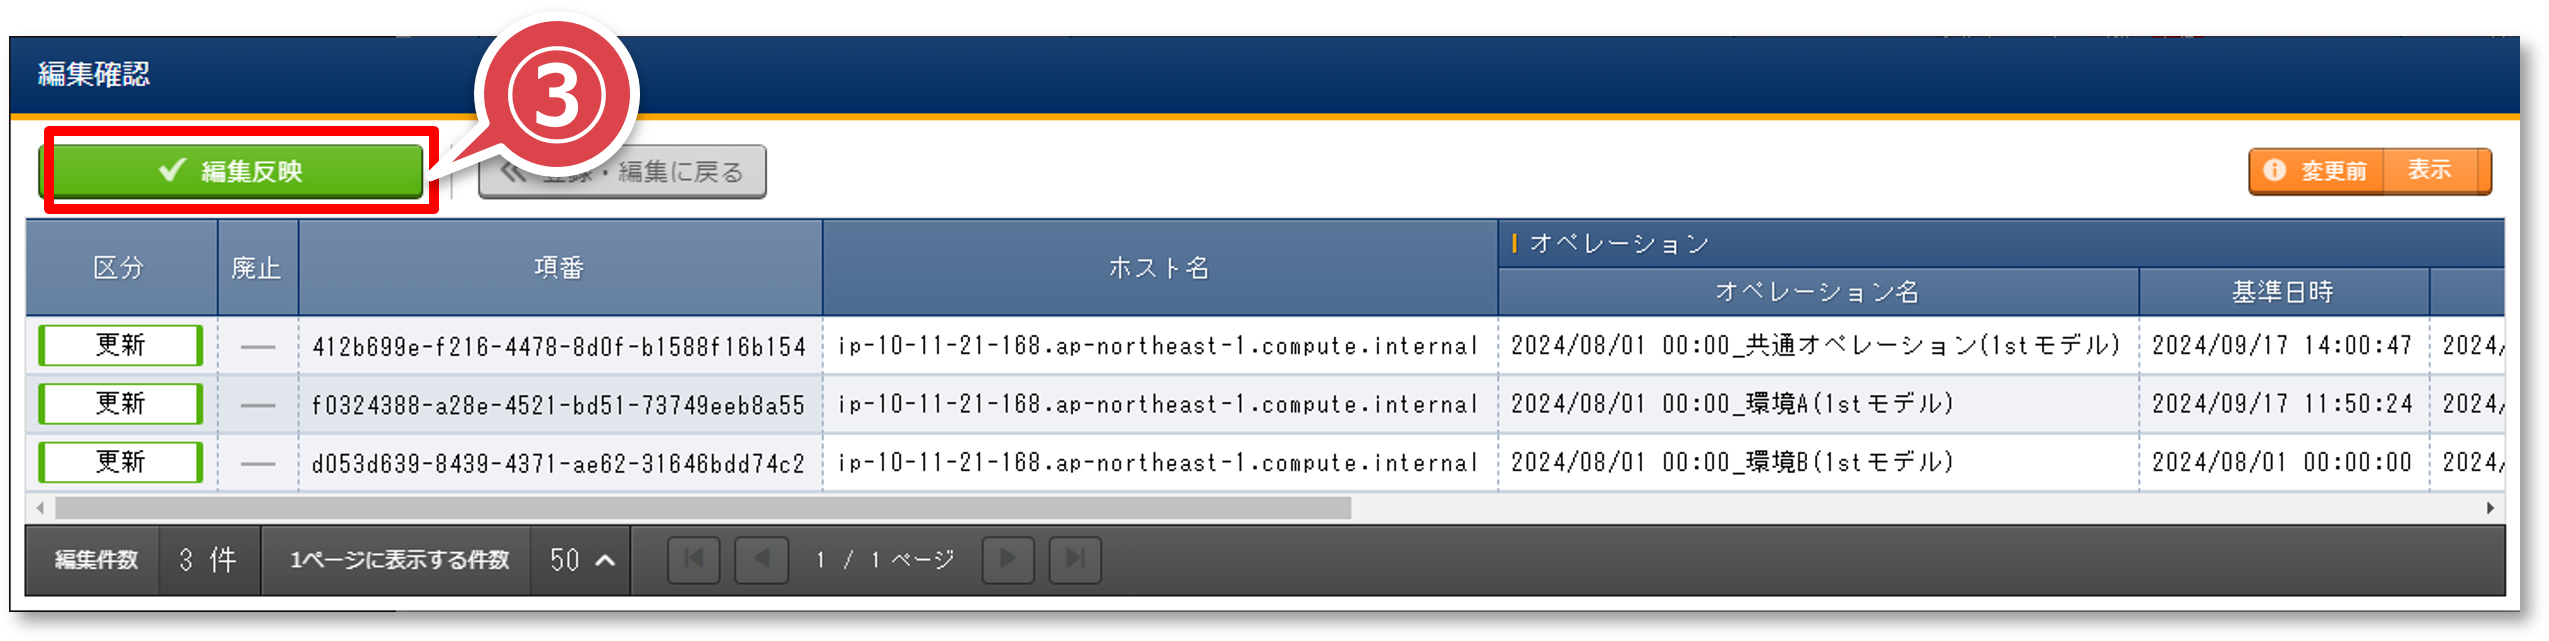 編集確認
③
編集反映
・編集に戻る
変更前 表示
区分 廃止 項番 ホスト名 オペレーション
オペレーション名 基準日時
更新 — 412b699e-f216-4478-8d0f-b1588f16b154 ip-10-11-21-168.ap-northeast-1.compute.internal 2024/08/01 00:00_共通オペレーション(1stモデル) 2024/09/17 14:00:47 2024/
更新 — f0324388-a28e-4521-bd51-73749eeb8a55 ip-10-11-21-168.ap-northeast-1.compute.internal 2024/08/01 00:00_環境A(1stモデル) 2024/09/17 11:50:24 2024/
更新 — d053d639-8439-4371-ae62-31646bdd74c2 ip-10-11-21-168.ap-northeast-1.compute.internal 2024/08/01 00:00_環境B(1stモデル) 2024/08/01 00:00:00 2024/
編集件数 3 件 1ページに表示する件数 50 1 / 1 ページ